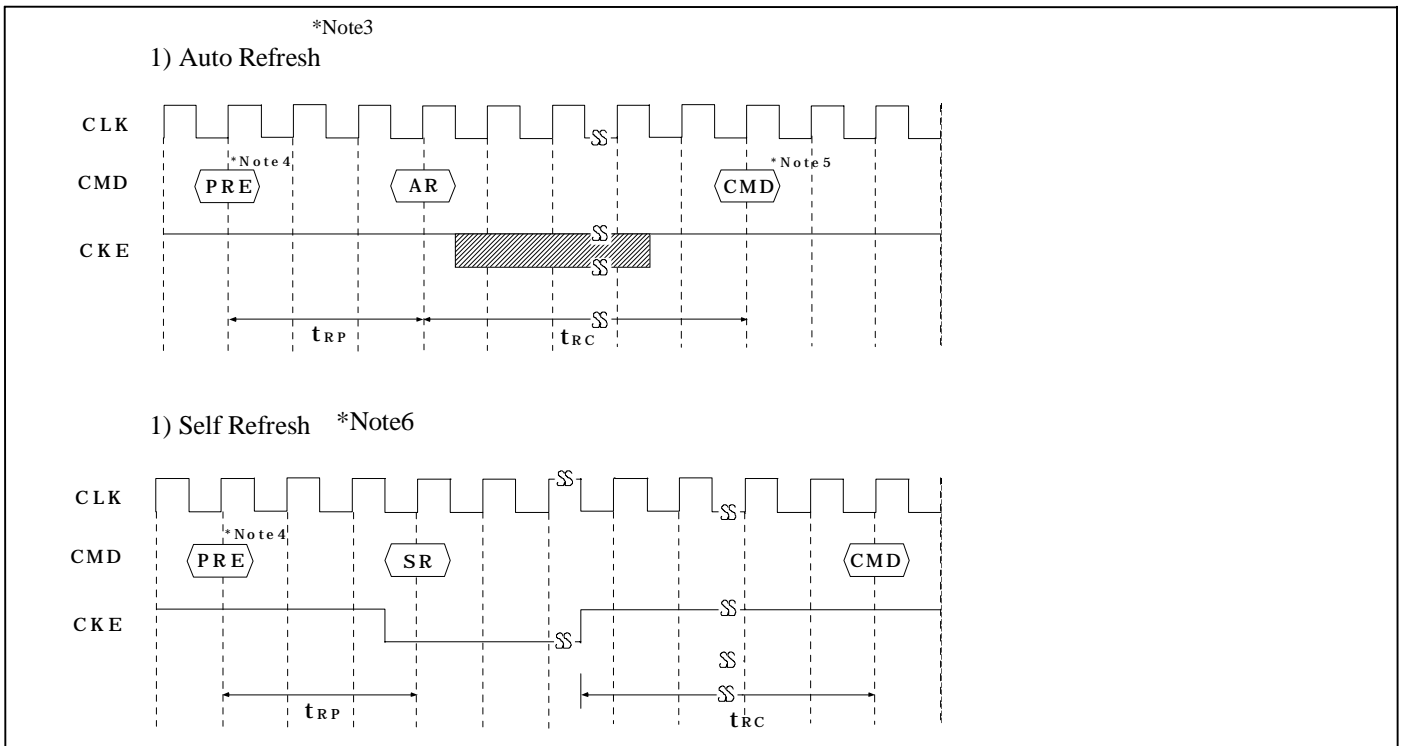 *Note3
1) Auto Refresh
CLK
*Note4
*Note5
CMD
PRE
AR
CMD
CKE
tRP
tRC
1) Self Refresh *Note6
CLK
*Note4
CMD
PRE
SR
CMD
CKE
tRP
tRC